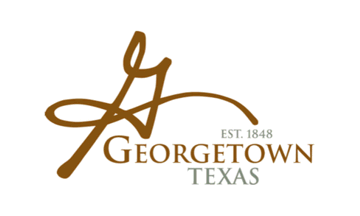 G
EST. 1848
GEORGETOWN
TEXAS